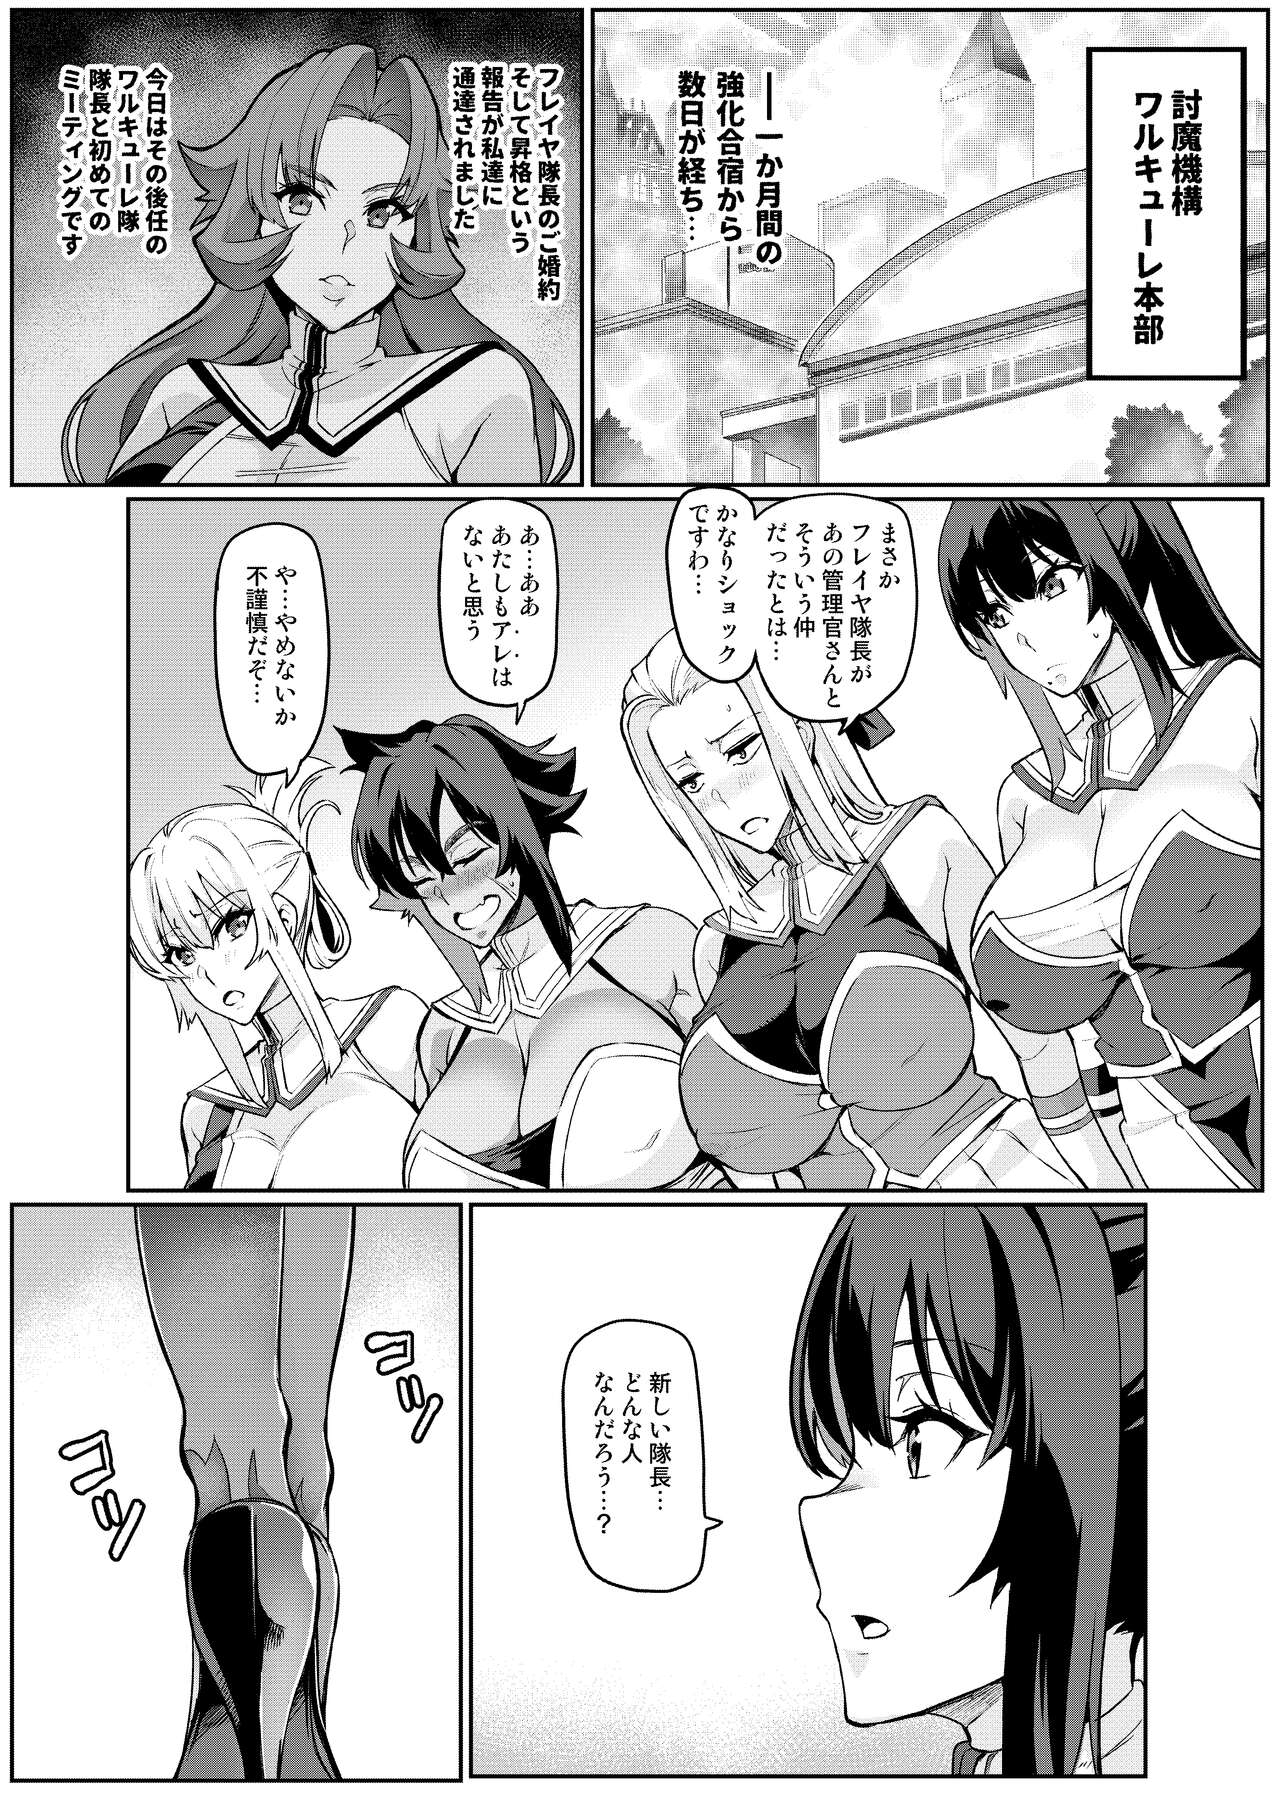 討魔機構
ワルキューレ本部
――一か月間の
強化合宿から
数日が経ち…
フレイヤ隊長のご婚約
そして昇格という
報告が私達に
通達されました
今日はその後任の
ワルキューレ隊
隊長と初めての
ミーティングです
まさか
フレイヤ隊長が
あの管理官さんと
そういう仲
だったとは…
かなりショック
ですわ…
あ…ああ
あたしもアレは
ないと思う
や…やめないか
不謹慎だぞ…
新しい隊長…
どんな人
なんだろう…?
コッ
コッ